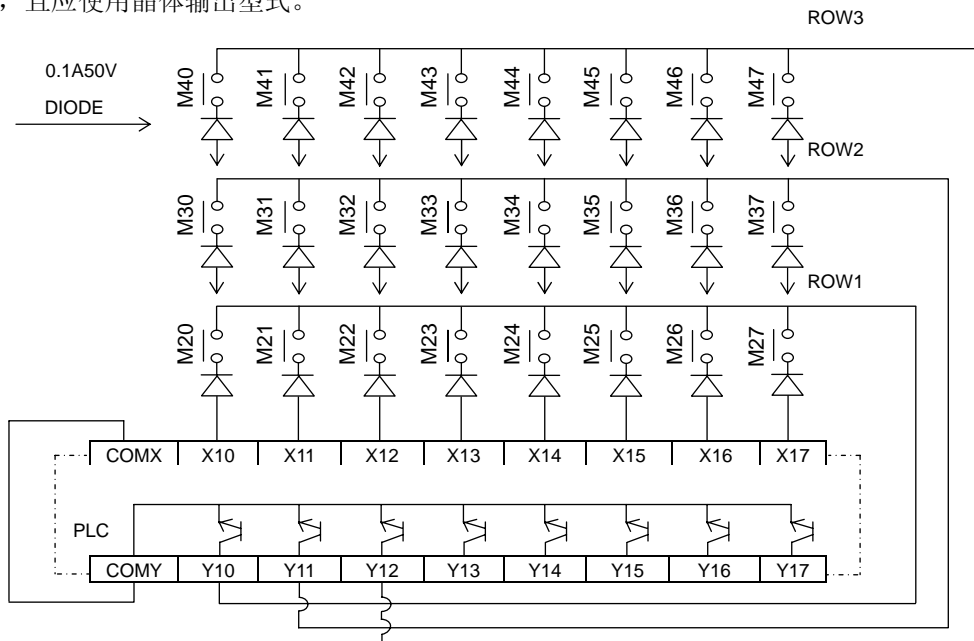 ，且应使用晶体输出型式。
ROW3
0.1A50V
DIODE
M40 M41 M42 M43 M44 M45 M46 M47
ROW2
M30 M31 M32 M33 M34 M35 M36 M37
ROW1
M20 M21 M22 M23 M24 M25 M26 M27
COMX X10 X11 X12 X13 X14 X15 X16 X17
PLC
COMY Y10 Y11 Y12 Y13 Y14 Y15 Y16 Y17